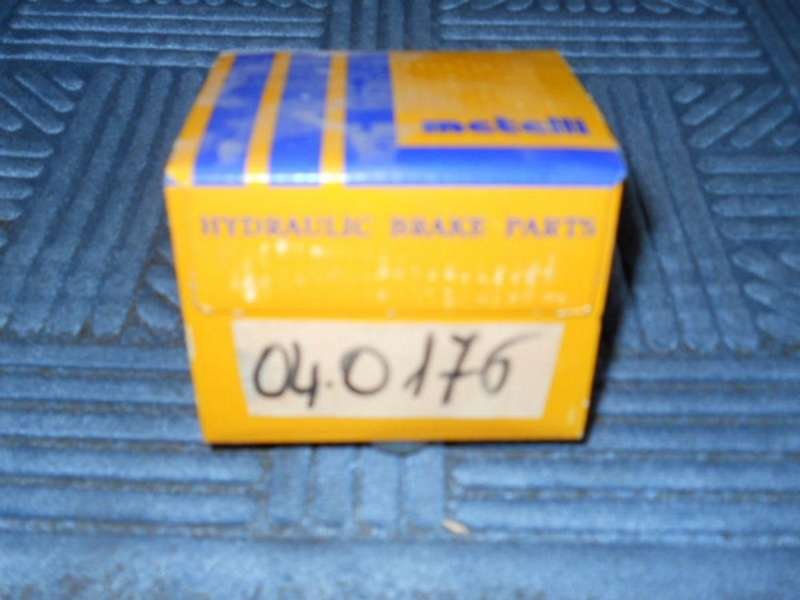 metelli
HYDRAULIC BRAKE PARTS
04.0176